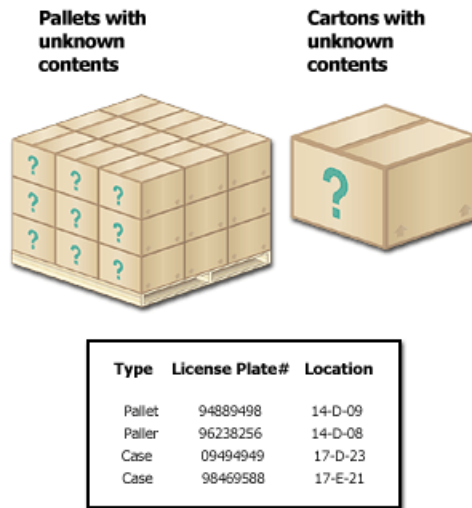 Pallets with
unknown
contents
Cartons with
unknown
contents
?
?
?
?
?
?
?
?
?
?
Type License Plate# Location
Pallet 94889498 14-D-09
Paller 96238256 14-D-08
Case 09494949 17-D-23
Case 98469588 17-E-21